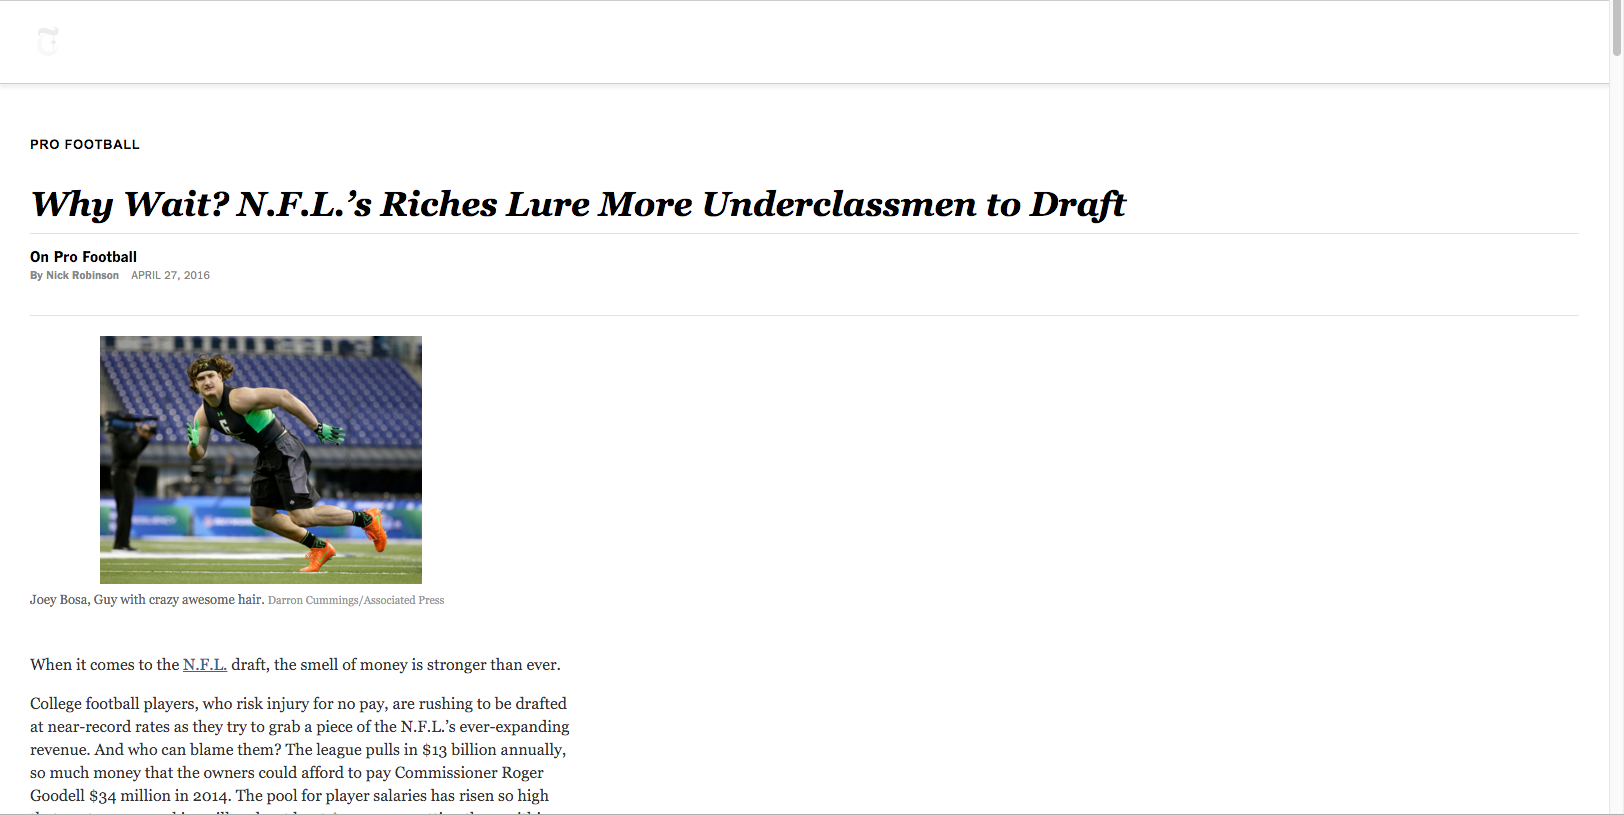 PRO FOOTBALL
Why Wait? N.F.L.’s Riches Lure More Underclassmen to Draft
On Pro Football
By Nick Robinson APRIL 27, 2016
Joey Bosa, Guy with crazy awesome hair. Darron Cummings/Associated Press
When it comes to the N.F.L. draft, the smell of money is stronger than ever.
College football players, who risk injury for no pay, are rushing to be drafted
at near-record rates as they try to grab a piece of the N.F.L.’s ever-expanding
revenue. And who can blame them? The league pulls in $13 billion annually,
so much money that the owners could afford to pay Commissioner Roger
Goodell $34 million in 2014. The pool for player salaries has risen so high